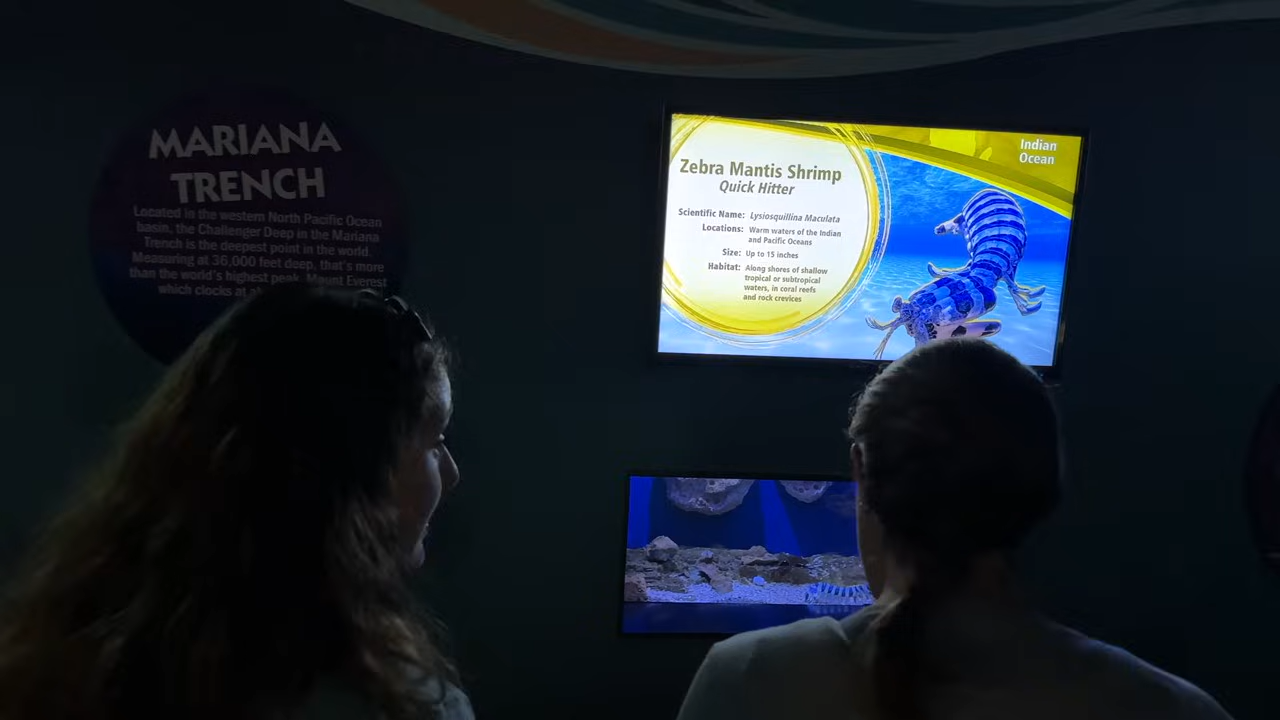 MARIANA
TRENCH
Located in the western North Pacific Ocean
basin, the Challenger Deep in the Mariana
Trench is the deepest point in the world.
Measuring at 36,000 feet deep, that's more
than the world's highest peak, Mount Everest
which clocks at
Indian
Ocean
Zebra Mantis Shrimp
Quick Hitter
Scientific Name: Lysiosquillina Maculata
Locations: Warm waters of the Indian
and Pacific Oceans
Size: Up to 15 inches
Habitat: Along shores of shallow
tropical or subtropical
waters, in coral reefs
and rock crevices